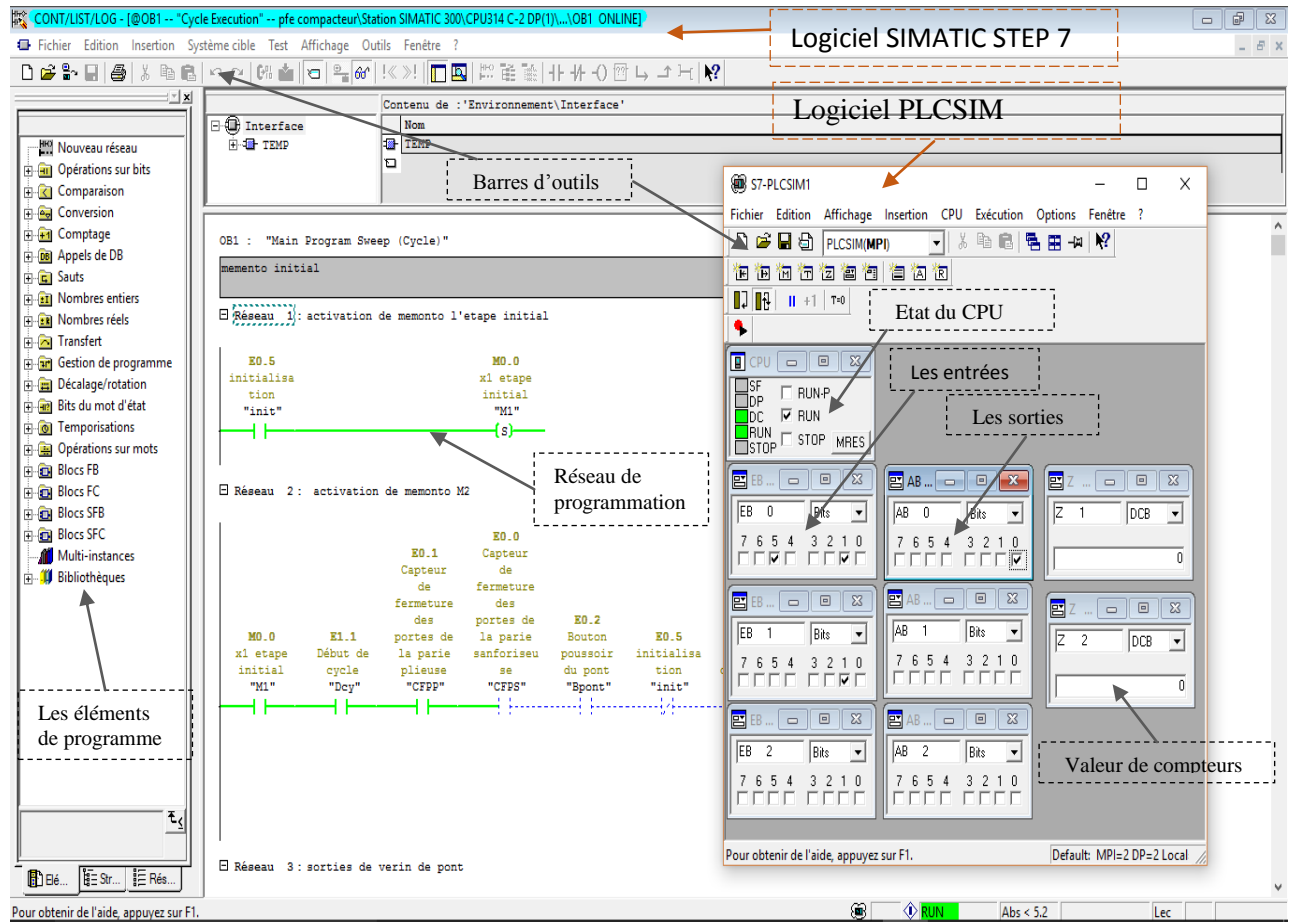 CONT/LIST/LOG - [@OB1 -- "Cycle Execution" -- pfe compacteur\Station SIMATIC 300\CPU314 C-2 DP(1)\...\OB1 ONLINE]
Logiciel SIMATIC STEP 7
Fichier Edition Insertion Système cible Test Affichage Outils Fenêtre ?
Contenu de :'Environnement\Interface'
Logiciel PLCSIM
Interface
TEMP
Nom
TEMP
Barres d'outils
Nouveau réseau
Opérations sur bits
Comparaison
Conversion
Comptage
Appels de DB
Sauts
Nombres entiers
Nombres réels
Transfert
Gestion de programme
Décalage/rotation
Bits du mot d'état
Temporisations
Opérations sur mots
Blocs FB
Blocs FC
Blocs SFB
Blocs SFC
Multi-instances
Bibliothèques
Les éléments
de programme
Elé... Str... Rés...
OB1 : "Main Program Sweep (Cycle)"
memento initial
Réseau 1 : activation de memonto l'etape initial
E0.5
initialisa
tion
"init"
M0.0
x1 etape
initial
"M1"
S
Réseau de
programmation
Réseau 2 : activation de memonto M2
M0.0
x1 etape
initial
"M1"
E1.1
Début de
cycle
"Dcy"
E0.1
Capteur
de
fermeture
des
portes de
la parie
plieuse
"CFPP"
E0.0
Capteur
de
fermeture
des
portes de
la parie
sanforiseu
se
"CFPS"
E0.2
Bouton
poussoir
du pont
"Bpont"
E0.5
initialisa
tion
"init"
Réseau 3 : sorties de verin de pont
S7-PLCSIM1
Fichier Edition Affichage Insertion CPU Exécution Options Fenêtre ?
PLCSIM(MPI)
+1 T=0
Etat du CPU
CPU
SF
DP
DC
RUN
STOP
RUN-P
RUN
STOP
MRES
Les entrées
Les sorties
EB ...
EB 0 Bits
7 6 5 4 3 2 1 0
AB ...
AB 0 Bits
7 6 5 4 3 2 1 0
Z ...
Z 1 DCB
0
EB ...
EB 1 Bits
7 6 5 4 3 2 1 0
AB ...
AB 1 Bits
7 6 5 4 3 2 1 0
Z ...
Z 2 DCB
0
EB ...
EB 2 Bits
7 6 5 4 3 2 1 0
AB ...
AB 2 Bits
7 6 5 4 3 2 1 0
Valeur de compteurs
Pour obtenir de l'aide, appuyez sur F1. Default: MPI=2 DP=2 Local
Pour obtenir de l'aide, appuyez sur F1. RUN Abs < 5.2 Lec